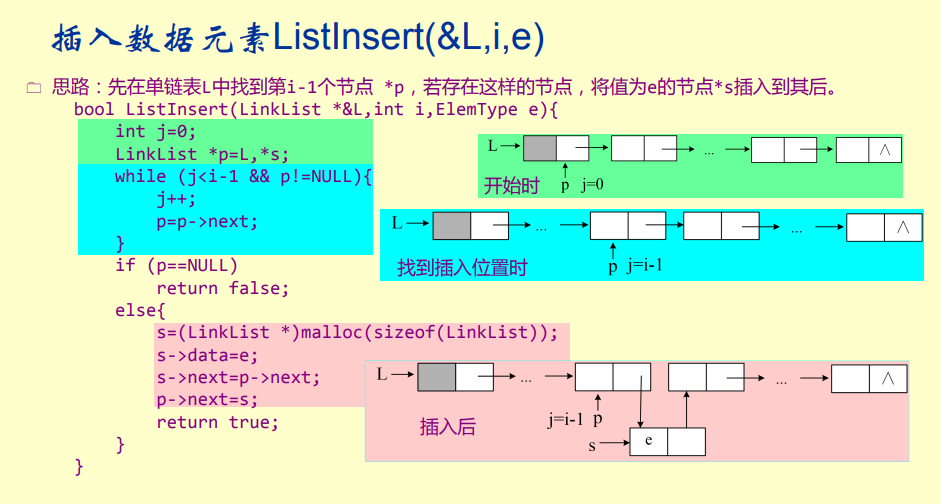 插入数据元素ListInsert(&L,i,e)
思路：先在单链表L中找到第i-1个节点 *p，若存在这样的节点，将值为e的节点*s插入到其后。
bool ListInsert(LinkList *&L,int i,ElemType e){
int j=0;
LinkList *p=L,*s;
while (j<i-1 && p!=NULL){
j++;
p=p->next;
}
if (p==NULL)
return false;
else{
s=(LinkList *)malloc(sizeof(LinkList));
s->data=e;
s->next=p->next;
p->next=s;
return true;
}
}
L ... ∧
开始时 p j=0
L ... ... ∧
找到插入位置时 p j=i-1
L ... ... ∧
j=i-1 p
插入后
s e